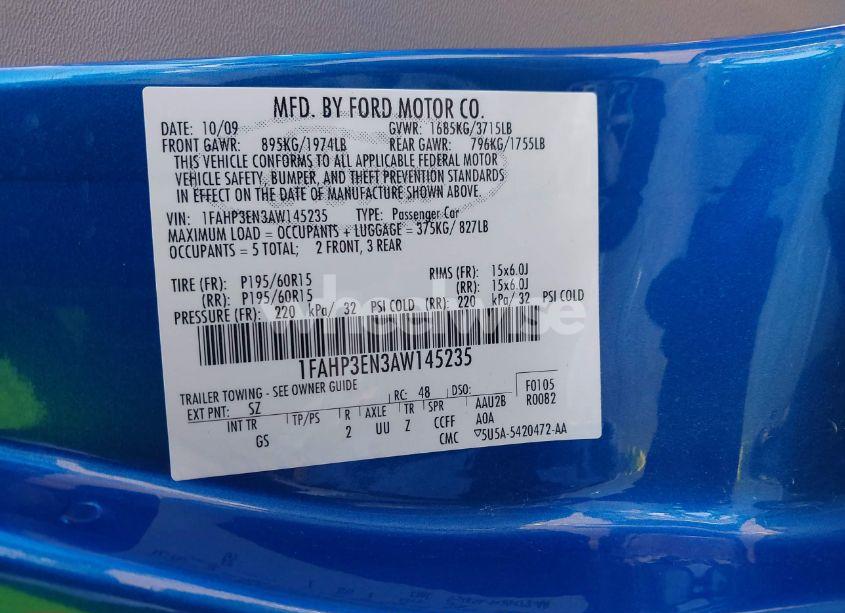 MFD. BY FORD MOTOR CO.
DATE: 10/09 GVWR: 1685KG/3715LB
FRONT GAWR: 895KG/1974LB REAR GAWR: 796KG/1755LB
THIS VEHICLE CONFORMS TO ALL APPLICABLE FEDERAL MOTOR
VEHICLE SAFETY, BUMPER, AND THEFT PREVENTION STANDARDS
IN EFFECT ON THE DATE OF MANUFACTURE SHOWN ABOVE.
VIN: 1FAHP3EN3AW145235 TYPE: Passenger Car
MAXIMUM LOAD = OCCUPANTS + LUGGAGE = 375KG/ 827LB
OCCUPANTS = 5 TOTAL; 2 FRONT, 3 REAR
TIRE (FR): P195/60R15 RIMS (FR): 15x6.0J
(RR): P195/60R15 (RR): 15x6.0J
PRESSURE (FR): 220 kPa/ 32 PSI COLD (RR): 220 kPa/ 32 PSI COLD
wheelwise
1FAHP3EN3AW145235
TRAILER TOWING - SEE OWNER GUIDE
EXT PNT: SZ RC: 48 DSO: F0105
INT TR TP/PS R AXLE TR SPR AAU2B R0082
GS 2 UU Z CCFF A0A
CMC 5U5A-5420472-AA